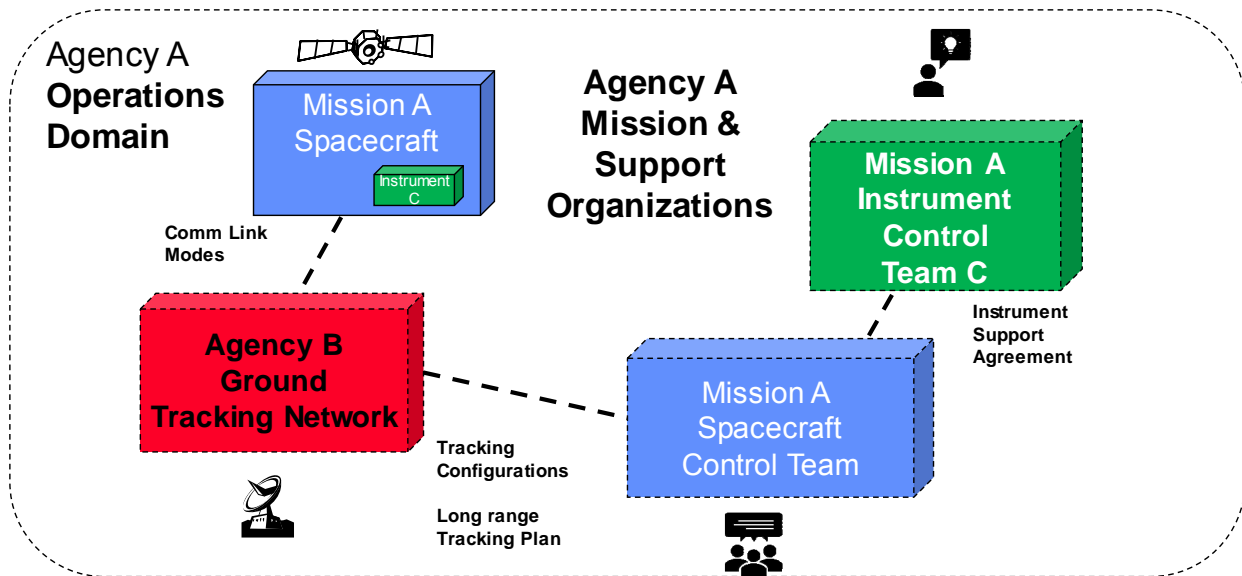 Agency A
Operations
Domain
Mission A
Spacecraft
Instrument
C
Agency A
Mission &
Support
Organizations
Mission A
Instrument
Control
Team C
Comm Link
Modes
Agency B
Ground
Tracking Network
Instrument
Support
Agreement
Mission A
Spacecraft
Control Team
Tracking
Configurations
Long range
Tracking Plan